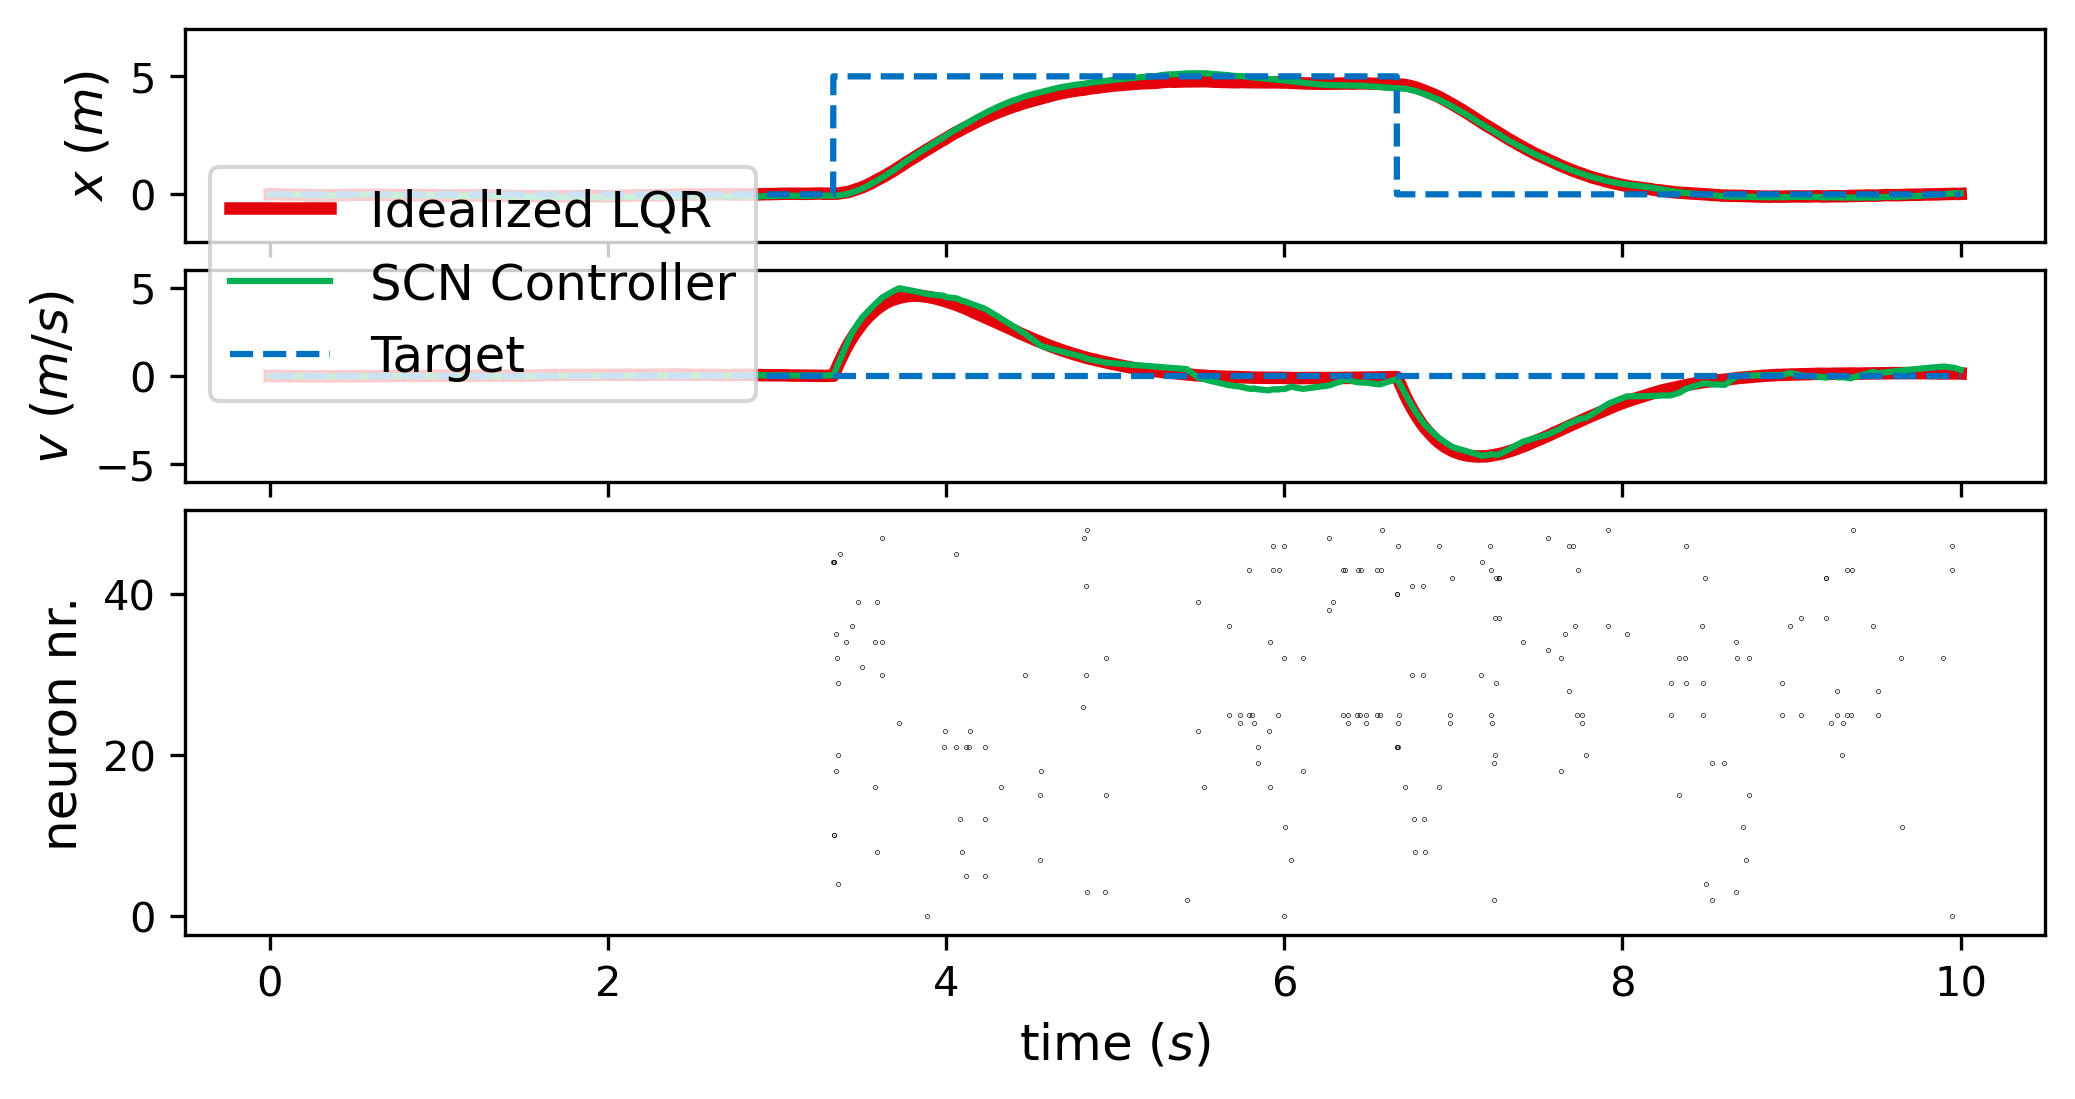 x (m)
5
0
Idealized LQR
SCN Controller
Target
v (m/s)
5
0
−5
neuron nr.
40
20
0
0 2 4 6 8 10
time (s)